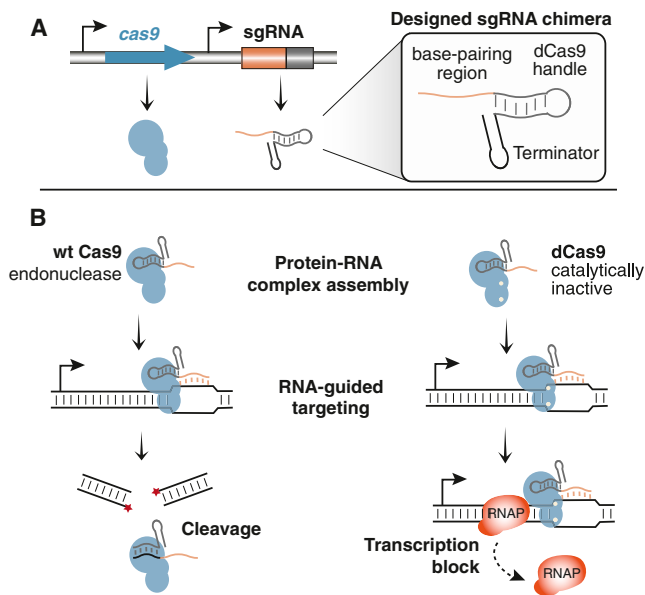 A
cas9
sgRNA
Designed sgRNA chimera
base-pairing
region
dCas9
handle
Terminator
B
wt Cas9
endonuclease
Protein-RNA
complex assembly
dCas9
catalytically
inactive
RNA-guided
targeting
Cleavage
RNAP
Transcription
block
RNAP